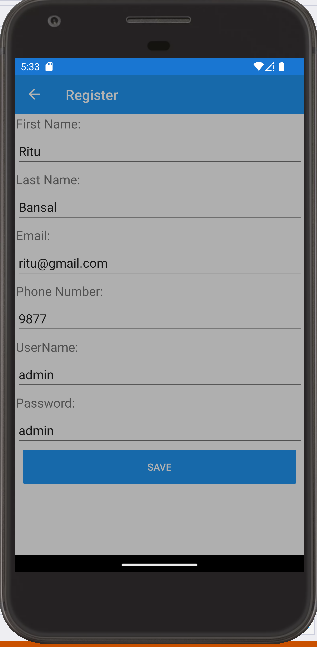 5:33
Register
First Name:
Ritu
Last Name:
Bansal
Email:
ritu@gmail.com
Phone Number:
9877
UserName:
admin
Password:
admin
SAVE